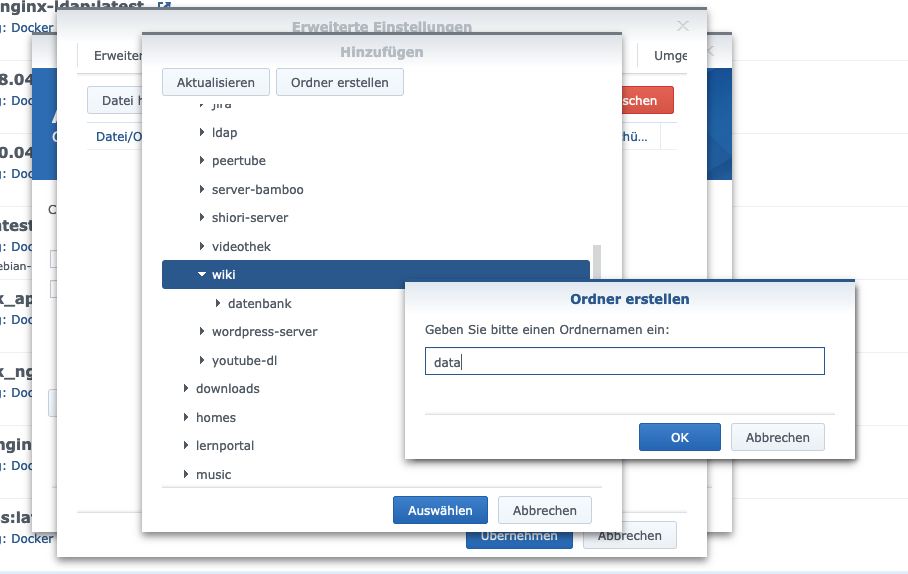 nginx-ldap:latest
g: Docker
Erweiterte Einstellungen
Hinzufügen
Erweiter
Umge
Aktualisieren
Ordner erstellen
8.04
g: Doc
Datei h
schen
jira
Datei/O
hü...
ldap
0.04
peertube
g: Doc
server-bamboo
C
shiori-server
atest
g: Doc
videothek
ebian-
wiki
x_ap
datenbank
Ordner erstellen
g: Doc
wordpress-server
Geben Sie bitte einen Ordnernamen ein:
youtube-dl
data
x_ng
downloads
g: Doc
homes
OK
Abbrechen
nginx
lernportal
g: Doc
music
Auswählen
Abbrechen
s:lat
g: Docker
Übernehmen
Abbrechen